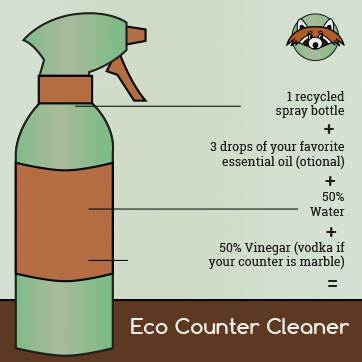 1 recycled
spray bottle
+
3 drops of your favorite
essential oil (otional)
+
50%
Water
+
50% Vinegar (vodka if
your counter is marble)
=
Eco Counter Cleaner